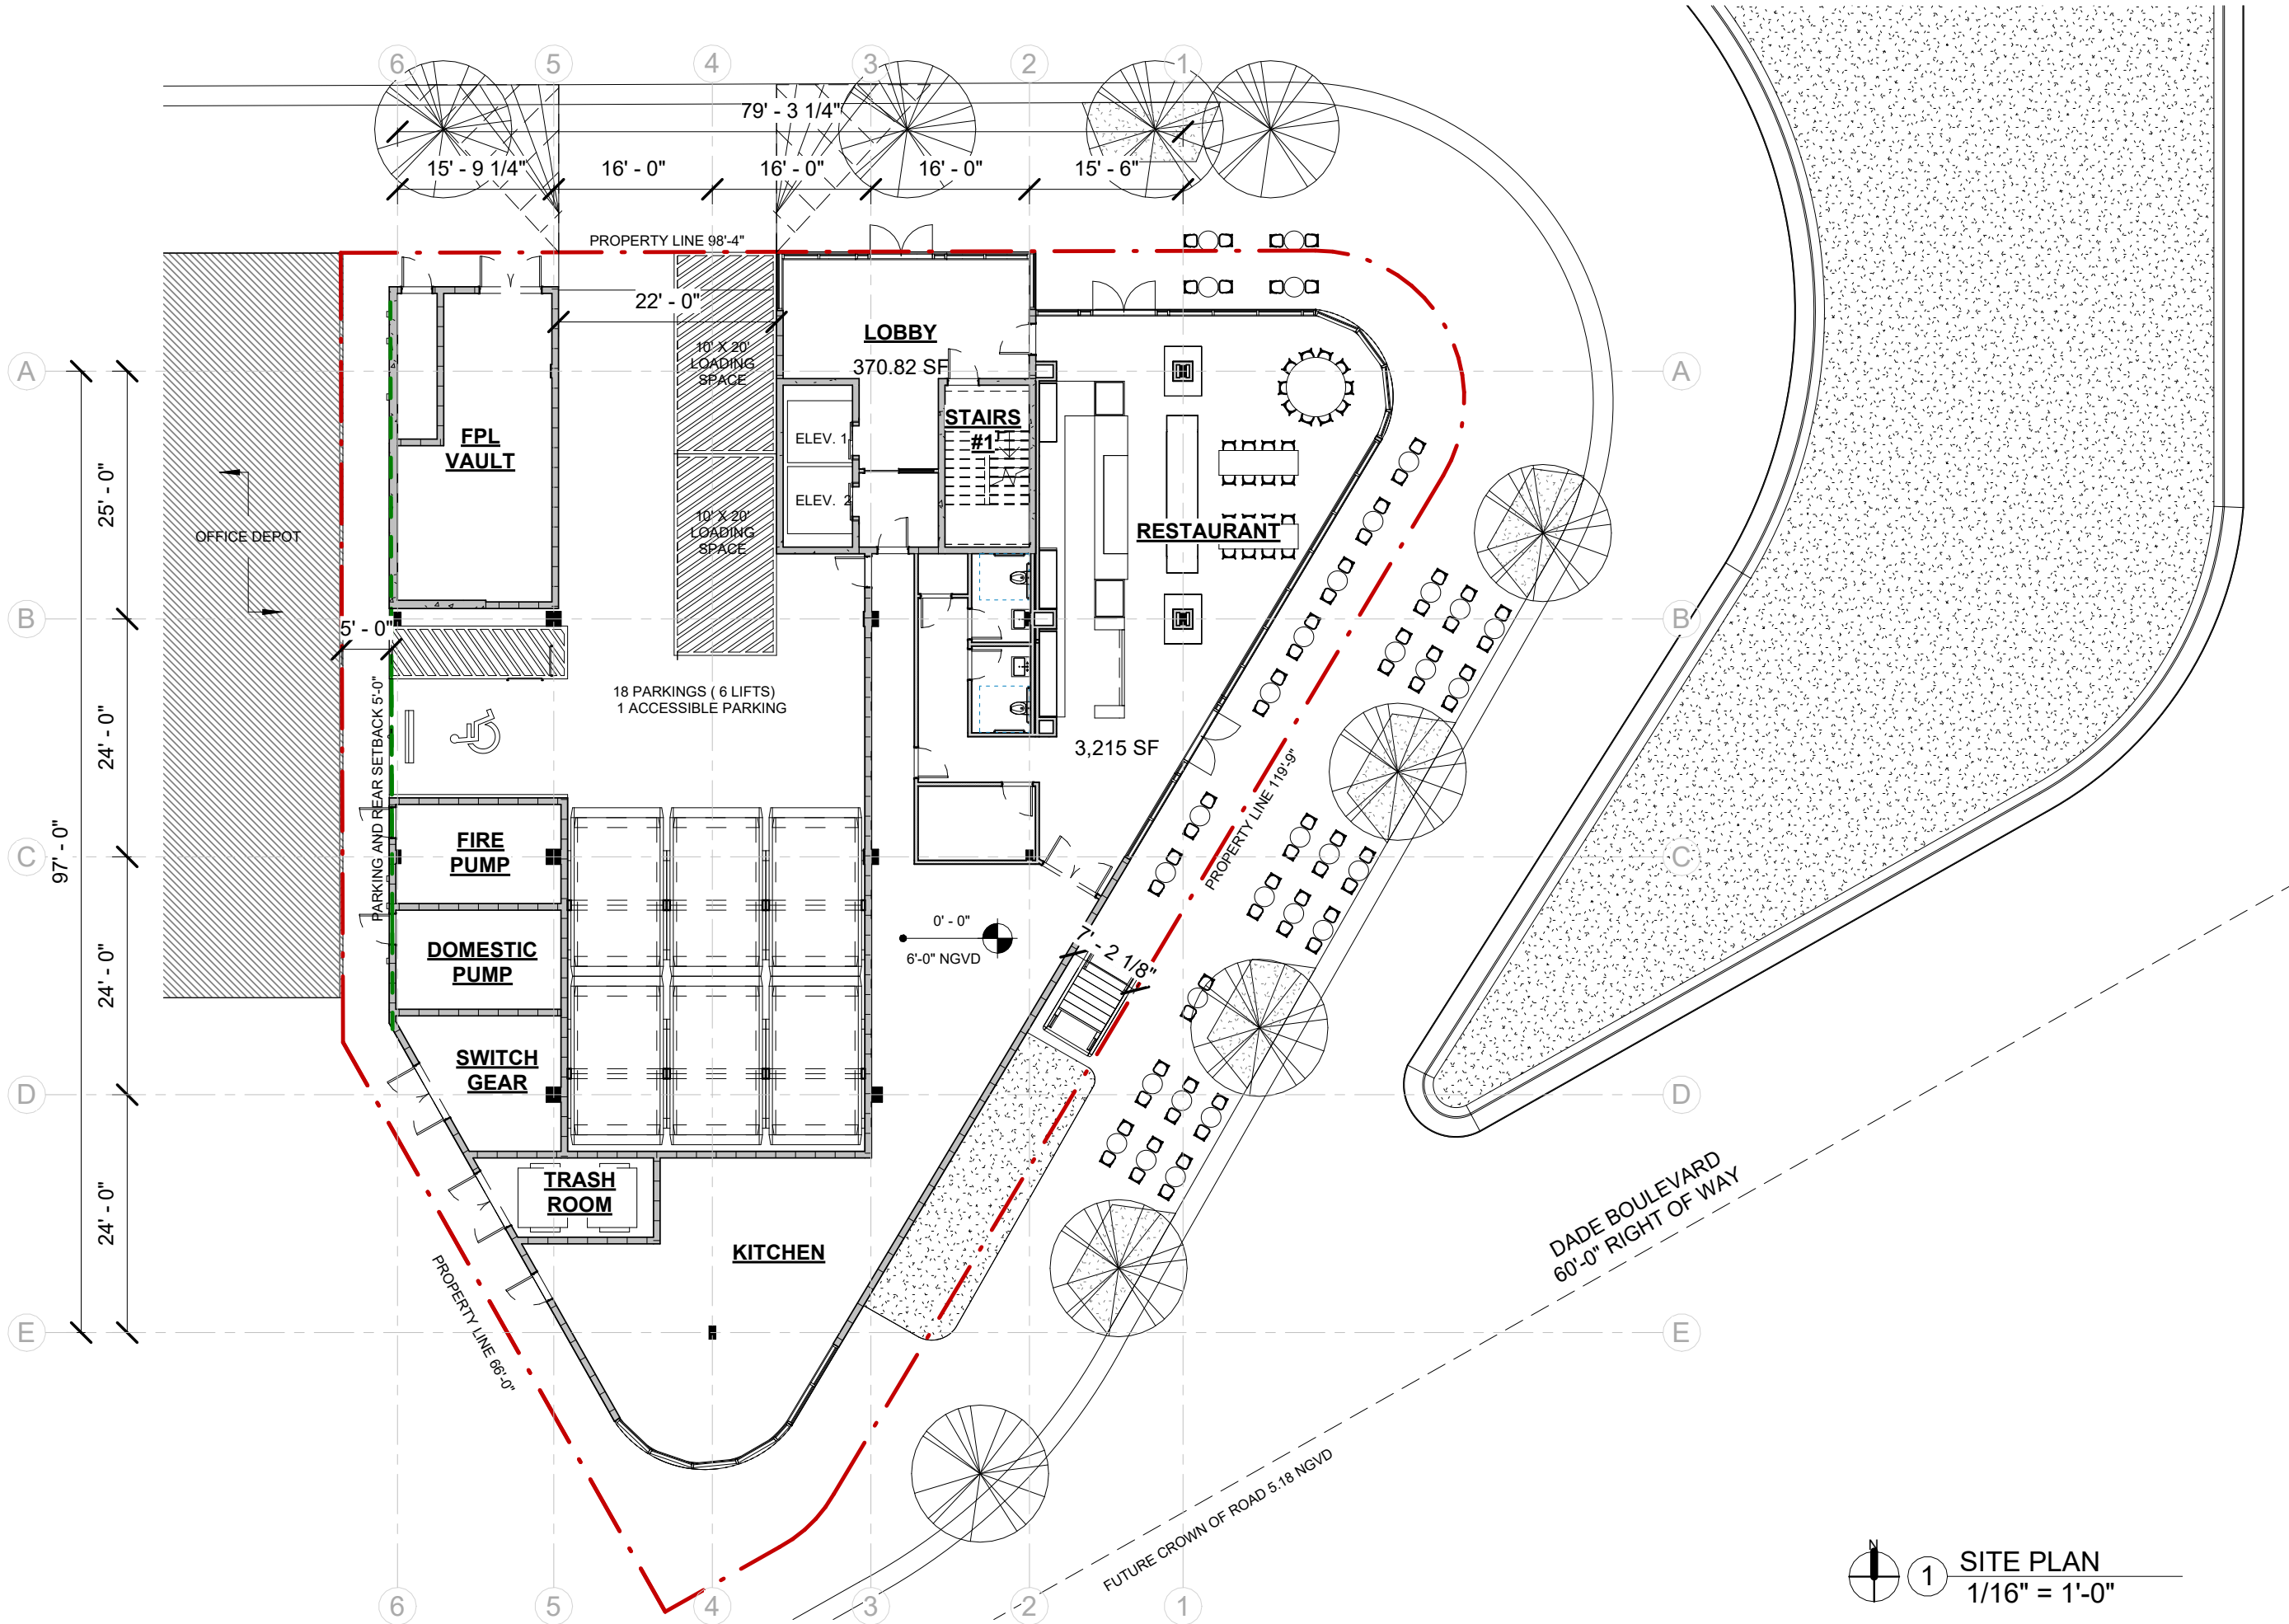 6 5 4 3 2 1
79' - 3 1/4"
15' - 9 1/4" 16' - 0" 16' - 0" 16' - 0" 15' - 6"
PROPERTY LINE 98'-4"
22' - 0"
LOBBY
370.82 SF
10' X 20'
LOADING
SPACE
A A
STAIRS
#1
FPL
VAULT
ELEV. 1
ELEV. 2
25' - 0"
10' X 20'
LOADING
SPACE
OFFICE DEPOT
RESTAURANT
B B
5' - 0"
18 PARKINGS ( 6 LIFTS)
1 ACCESSIBLE PARKING
PARKING AND REAR SETBACK 5'-0"
24' - 0"
3,215 SF
PROPERTY LINE 119'-9"
FIRE
PUMP
97' - 0"
C C
0' - 0"
6'-0" NGVD
7' - 2 1/8"
DOMESTIC
PUMP
24' - 0"
SWITCH
GEAR
D D
TRASH
ROOM
24' - 0"
KITCHEN
DADE BOULEVARD
60'-0" RIGHT OF WAY
PROPERTY LINE 66'-0"
E E
FUTURE CROWN OF ROAD 5.18 NGVD
N
1 SITE PLAN
1/16" = 1'-0"
6 5 4 3 2 1